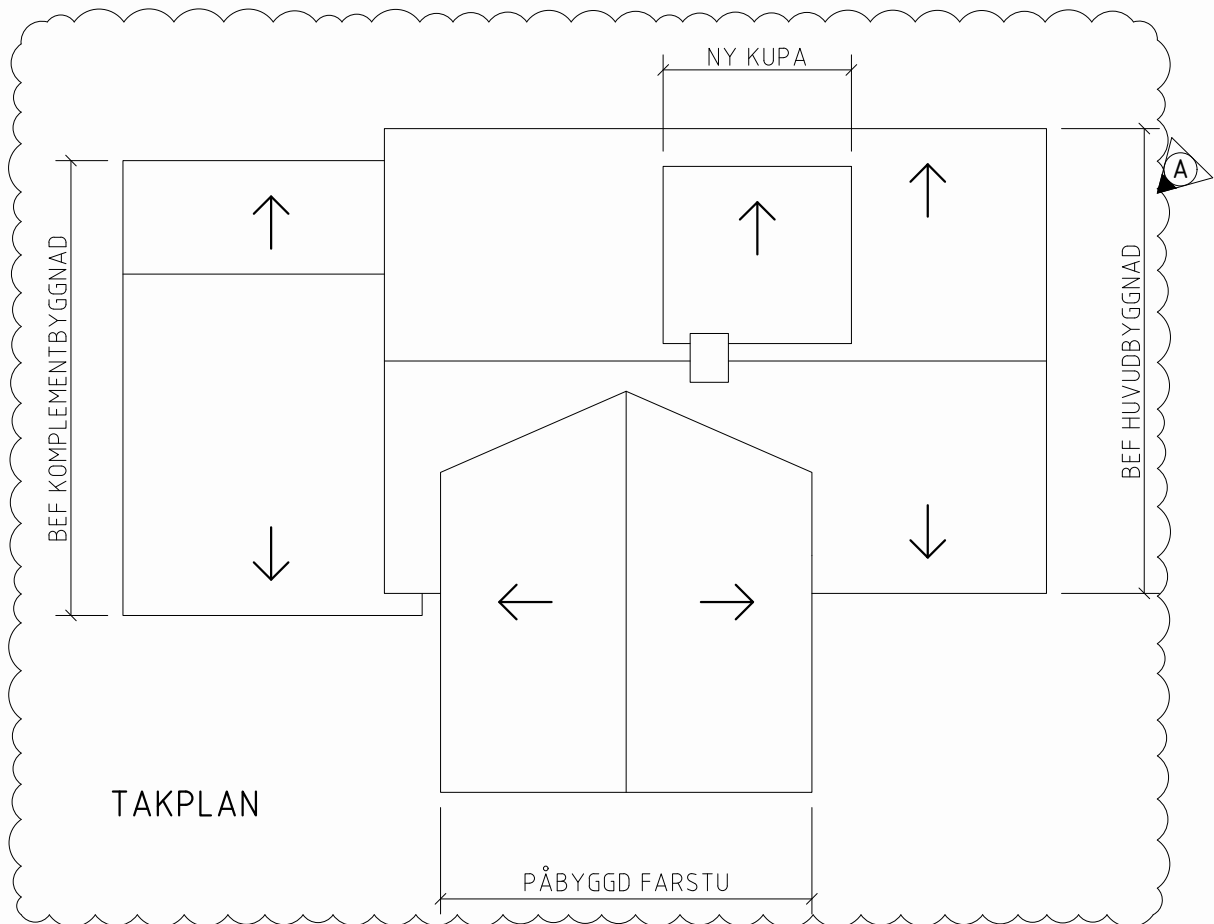 NY KUPA
A
BEF KOMPLEMENTBYGGNAD
BEF HUVUDBYGGNAD
TAKPLAN
PÅBYGGD FARSTU